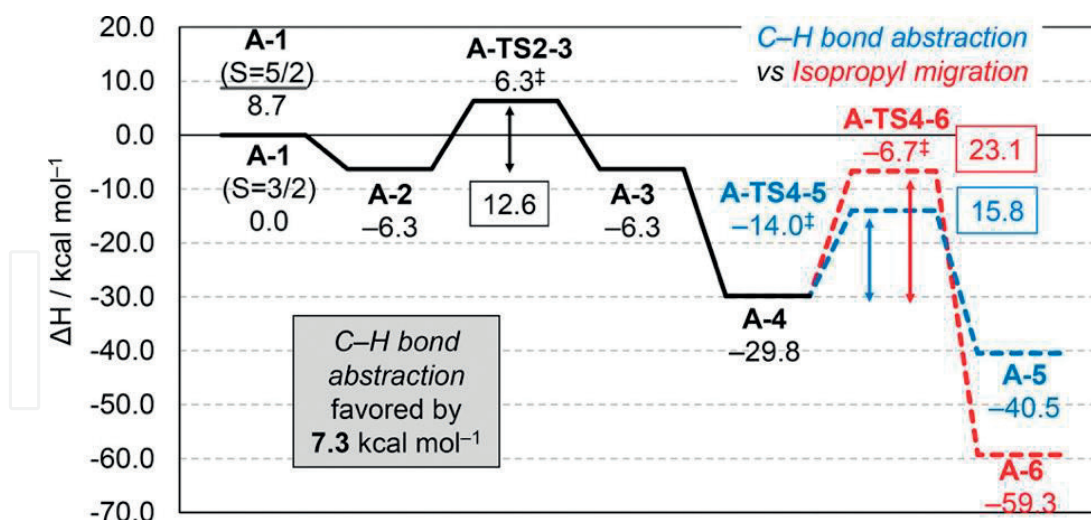 20.0
10.0
0.0
-10.0
-20.0
-30.0
-40.0
-50.0
-60.0
-70.0
ΔH / kcal mol⁻¹
A-1
(S=5/2)
8.7
A-1
(S=3/2)
0.0
A-2
–6.3
A-TS2-3
6.3‡
12.6
A-3
–6.3
A-4
–29.8
C–H bond abstraction
vs Isopropyl migration
A-TS4-6
–6.7‡
23.1
A-TS4-5
–14.0‡
15.8
A-5
–40.5
A-6
–59.3
C–H bond
abstraction
favored by
7.3 kcal mol⁻¹